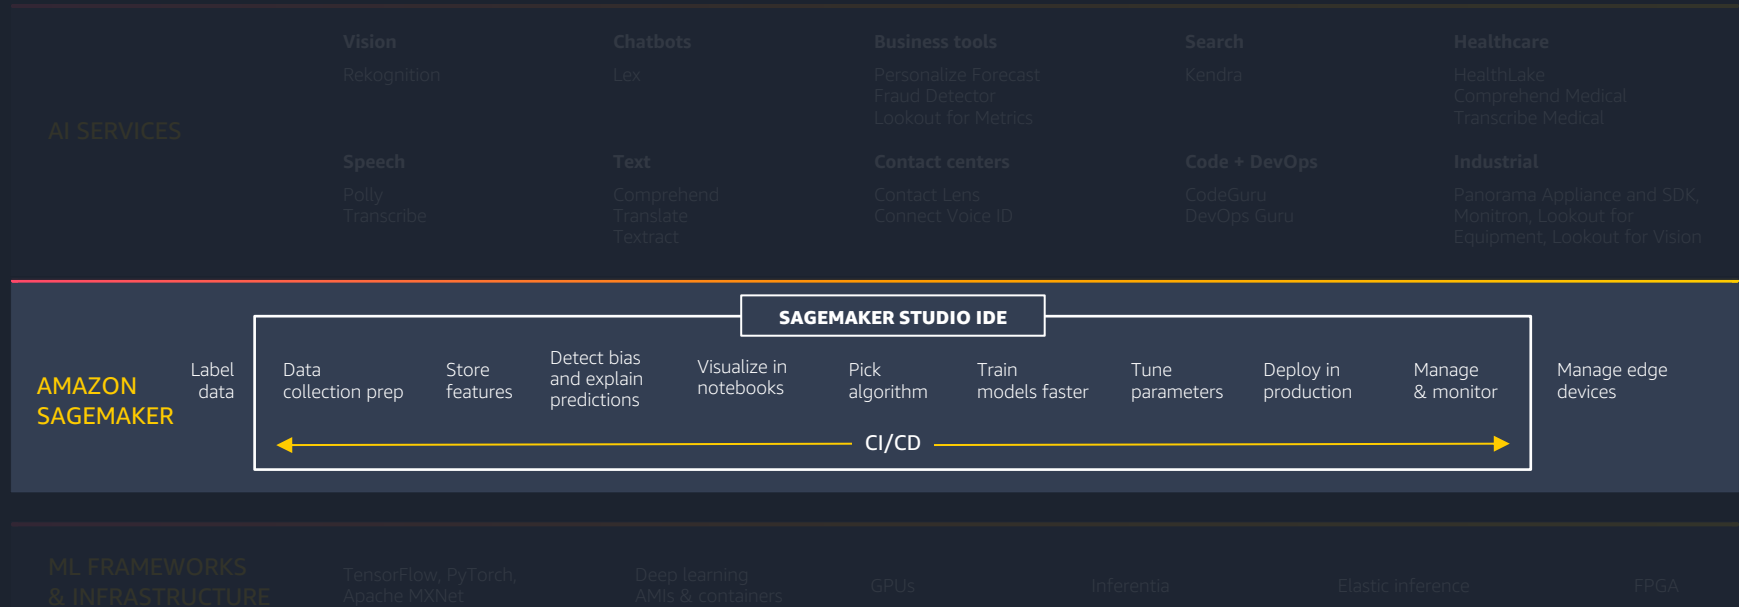 Vision
Rekognition
Chatbots
Lex
Business tools
Personalize Forecast
Fraud Detector
Lookout for Metrics
Search
Kendra
Healthcare
HealthLake
Comprehend Medical
Transcribe Medical
AI SERVICES
Speech
Polly
Transcribe
Text
Comprehend
Translate
Textract
Contact centers
Contact Lens
Connect Voice ID
Code + DevOps
CodeGuru
DevOps Guru
Industrial
Panorama Appliance and SDK,
Monitron, Lookout for
Equipment, Lookout for Vision
SAGEMAKER STUDIO IDE
AMAZON
SAGEMAKER
Label
data
Data
collection prep
Store
features
Detect bias
and explain
predictions
Visualize in
notebooks
Pick
algorithm
Train
models faster
Tune
parameters
Deploy in
production
Manage
& monitor
Manage edge
devices
CI/CD
ML FRAMEWORKS
& INFRASTRUCTURE
TensorFlow, PyTorch,
Apache MXNet
Deep learning
AMIs & containers
GPUs
Inferentia
Elastic inference
FPGA